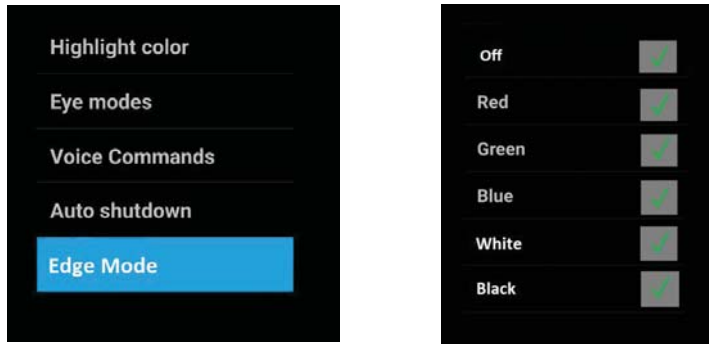 Highlight color
Eye modes
Voice Commands
Auto shutdown
Edge Mode
Off
Red
Green
Blue
White
Black